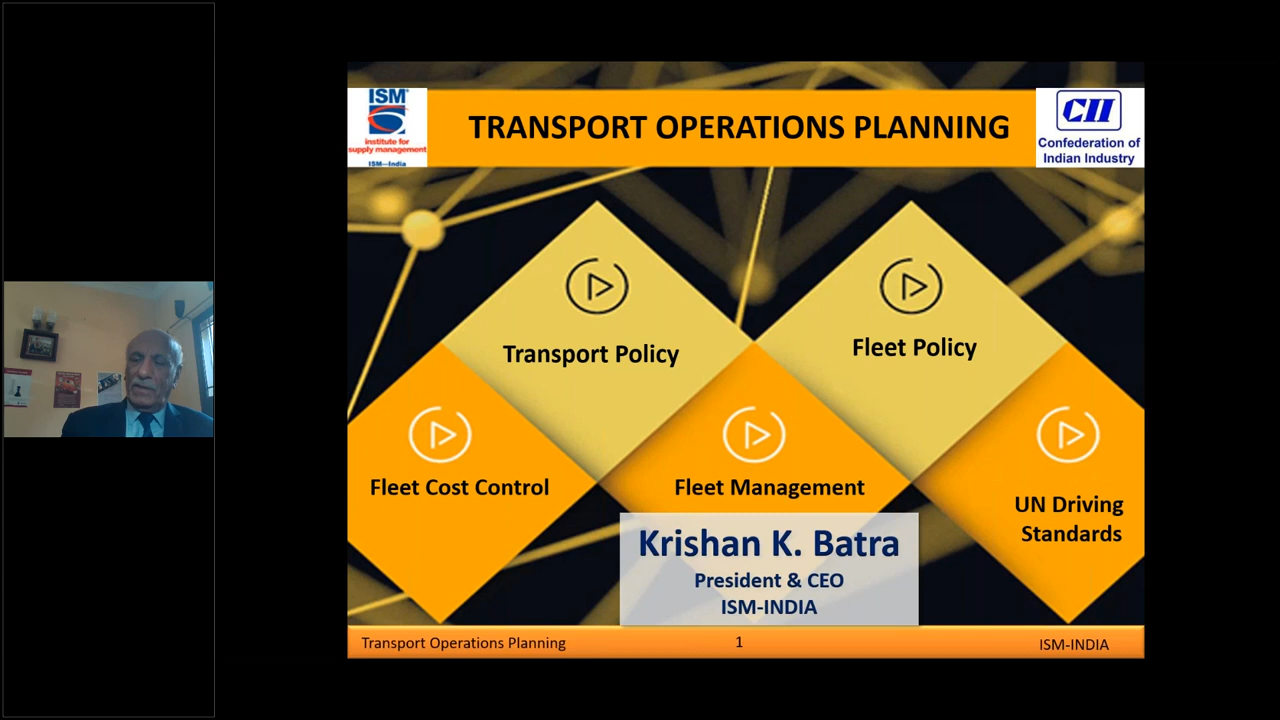 ISM®
institute for
supply management
ISM—India
TRANSPORT OPERATIONS PLANNING
CII
Confederation of
Indian Industry
Transport Policy
Fleet Policy
Fleet Cost Control
Fleet Management
UN Driving
Standards
Krishan K. Batra
President & CEO
ISM-INDIA
Transport Operations Planning
1
ISM-INDIA